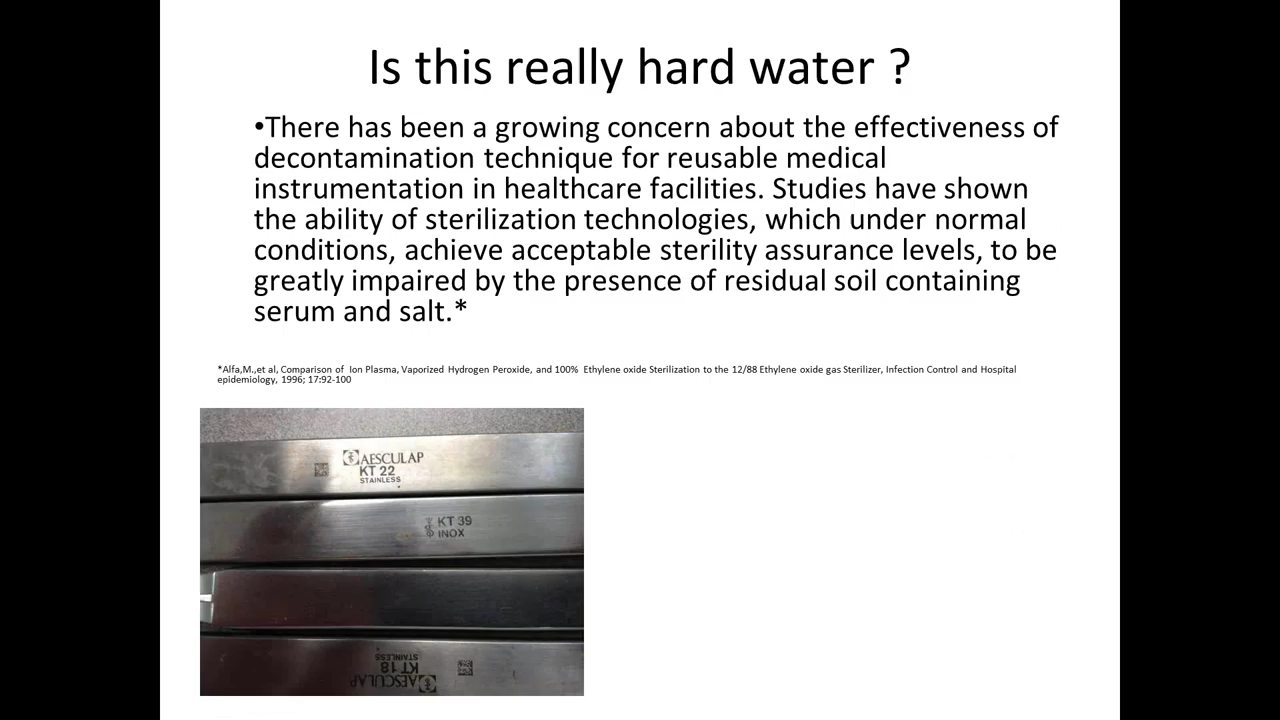 Is this really hard water ?
•There has been a growing concern about the effectiveness of
decontamination technique for reusable medical
instrumentation in healthcare facilities. Studies have shown
the ability of sterilization technologies, which under normal
conditions, achieve acceptable sterility assurance levels, to be
greatly impaired by the presence of residual soil containing
serum and salt.*
*Alfa,M.,et al, Comparison of Ion Plasma, Vaporized Hydrogen Peroxide, and 100% Ethylene oxide Sterilization to the 12/88 Ethylene oxide gas Sterilizer, Infection Control and Hospital
epidemiology, 1996; 17:92-100
AESCULAP
KT 22
STAINLESS
KT 39
INOX
AESCULAP
KT 18
STAINLESS